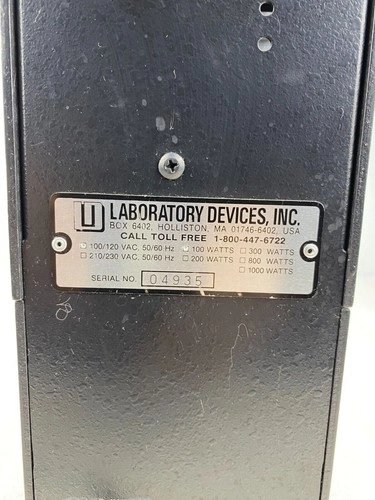 LABORATORY DEVICES, INC.
BOX 6402, HOLLISTON, MA 01746-6402, USA
CALL TOLL FREE 1-800-447-6722
100/120 VAC. 50/60 Hz 100 WATTS 300 WATTS
210/230 VAC. 50/60 Hz 200 WATTS 800 WATTS
1000 WATTS
SERIAL NO. 04935